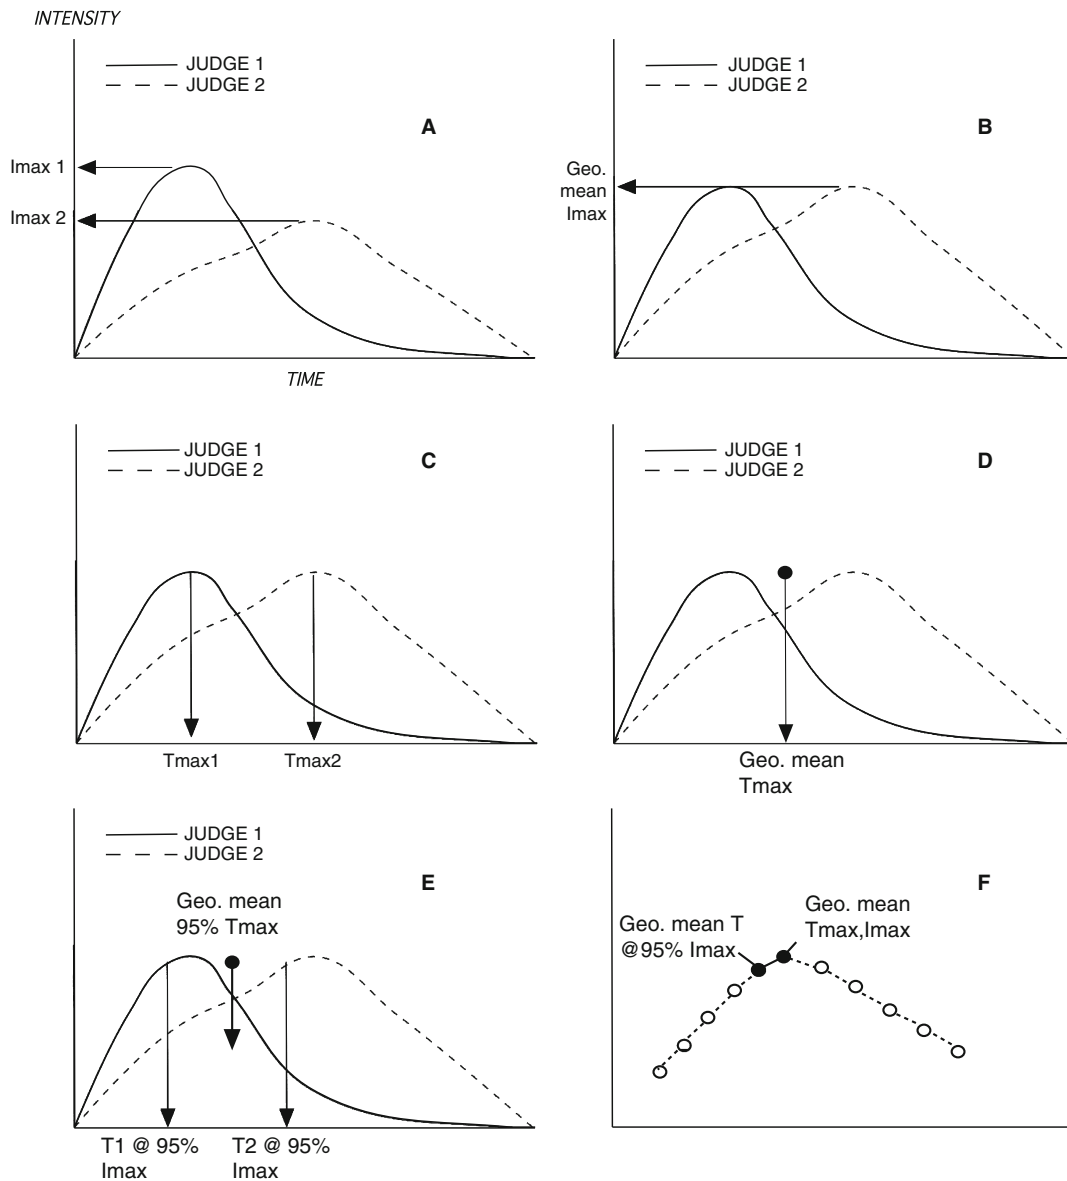 INTENSITY
JUDGE 1
JUDGE 2
A
Imax 1
Imax 2
TIME
JUDGE 1
JUDGE 2
B
Geo.
mean
Imax
JUDGE 1
JUDGE 2
C
Tmax1
Tmax2
JUDGE 1
JUDGE 2
D
Geo. mean
Tmax
JUDGE 1
JUDGE 2
E
Geo. mean
95% Tmax
T1 @ 95%
Imax
T2 @ 95%
Imax
F
Geo. mean T
@95% Imax
Geo. mean
Tmax,Imax